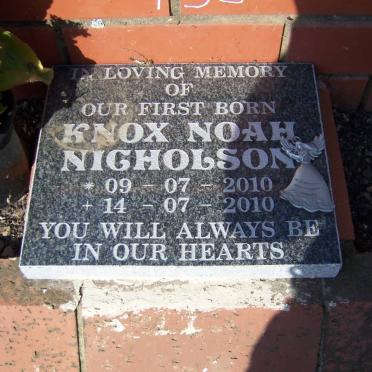 IN LOVING MEMORY
OF
OUR FIRST BORN
KNOX NOAH
NICHOLSON
* 09 - 07 - 2010
+ 14 - 07 - 2010
YOU WILL ALWAYS BE
IN OUR HEARTS